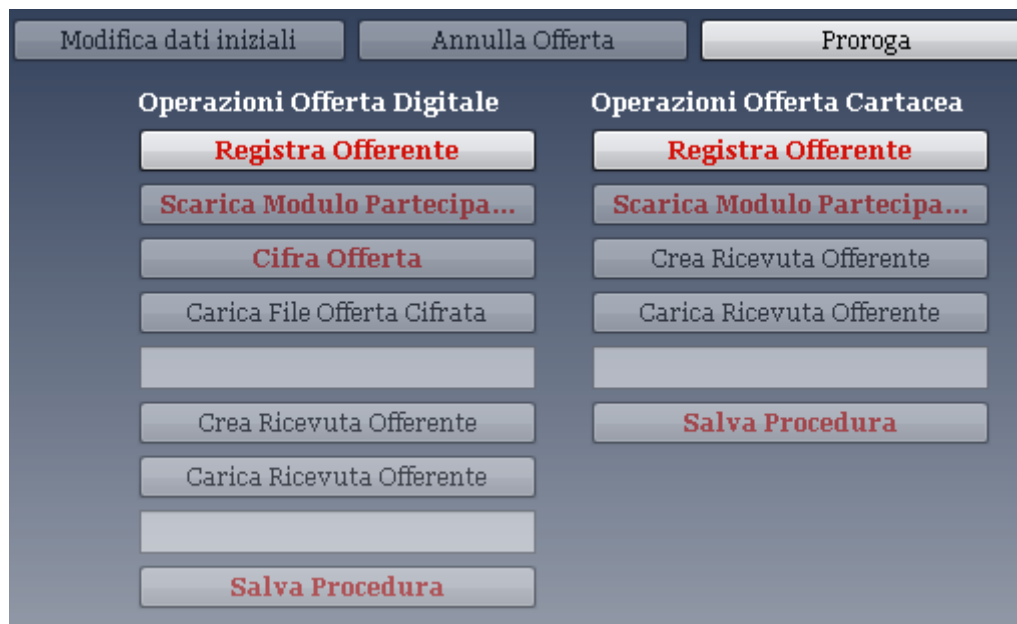 Modifica dati iniziali
Annulla Offerta
Proroga
Operazioni Offerta Digitale
Registra Offerente
Scarica Modulo Partecipa...
Cifra Offerta
Carica File Offerta Cifrata
Crea Ricevuta Offerente
Carica Ricevuta Offerente
Salva Procedura
Operazioni Offerta Cartacea
Registra Offerente
Scarica Modulo Partecipa...
Crea Ricevuta Offerente
Carica Ricevuta Offerente
Salva Procedura